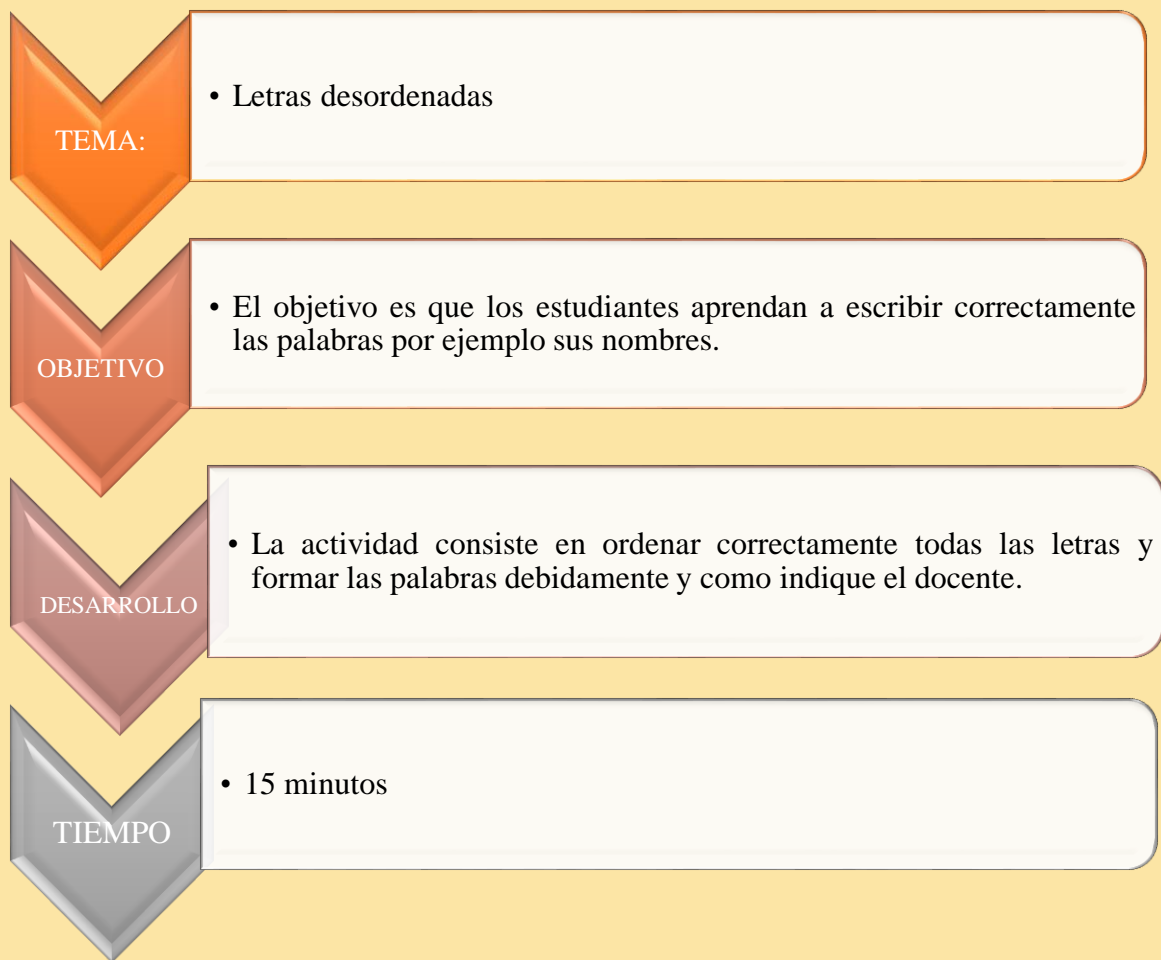 TEMA:
• Letras desordenadas
OBJETIVO
• El objetivo es que los estudiantes aprendan a escribir correctamente
las palabras por ejemplo sus nombres.
DESARROLLO
• La actividad consiste en ordenar correctamente todas las letras y
formar las palabras debidamente y como indique el docente.
TIEMPO
• 15 minutos